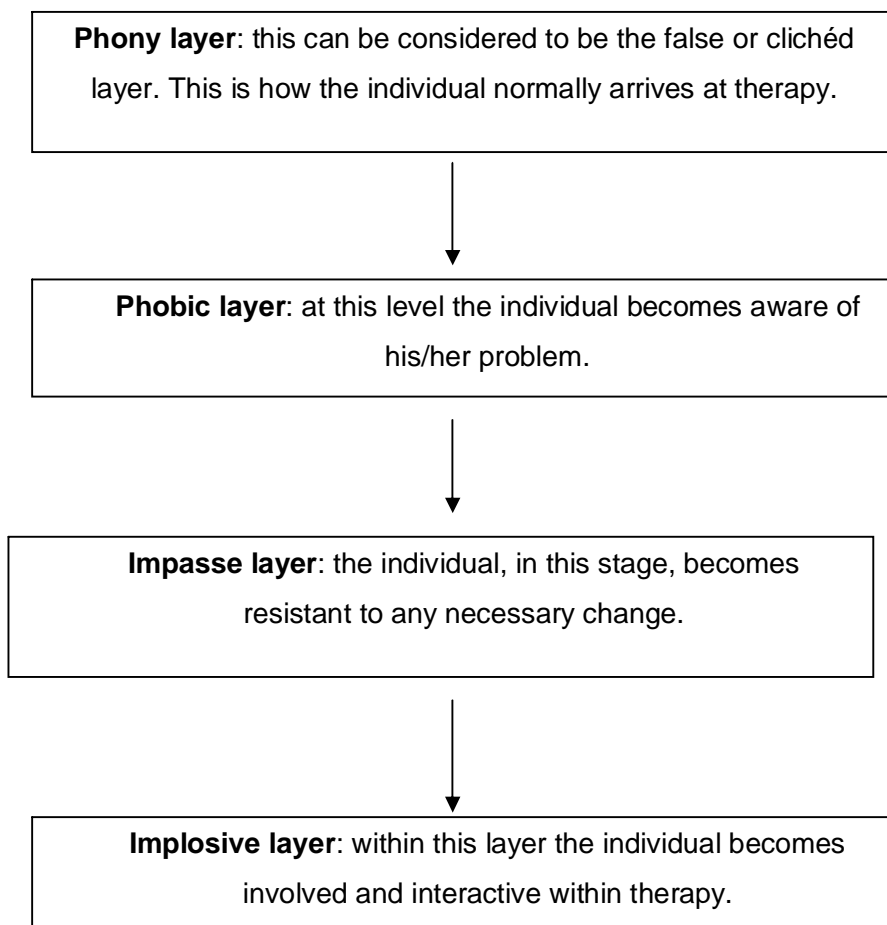 Phony layer: this can be considered to be the false or clichéd
layer. This is how the individual normally arrives at therapy.
Phobic layer: at this level the individual becomes aware of
his/her problem.
Impasse layer: the individual, in this stage, becomes
resistant to any necessary change.
Implosive layer: within this layer the individual becomes
involved and interactive within therapy.